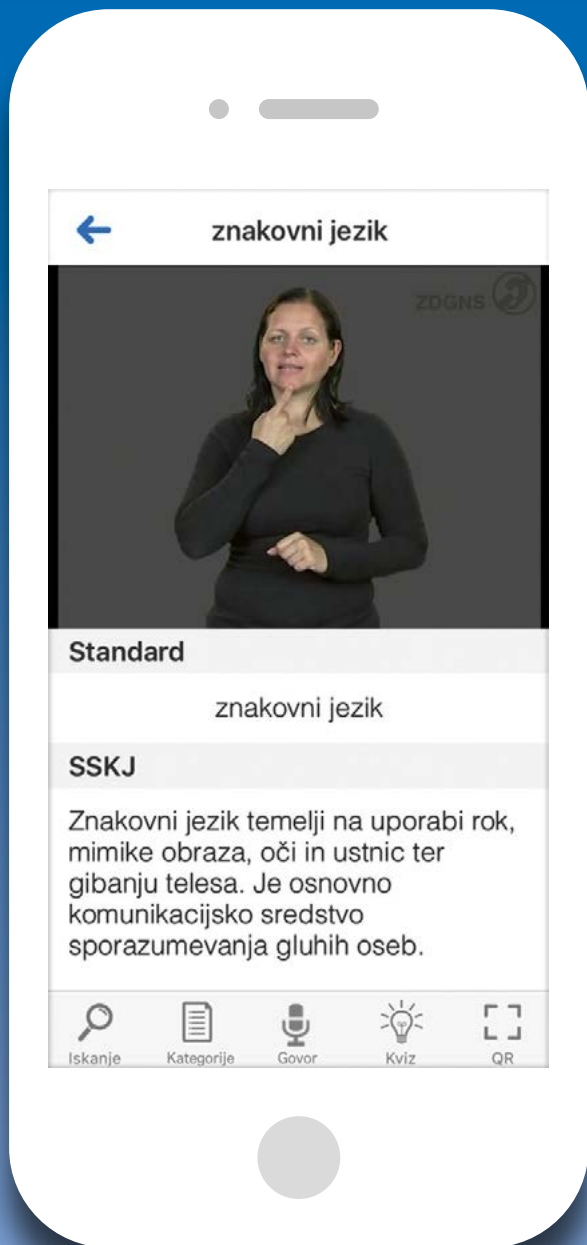 znakovni jezik
ZDGNS
Standard
znakovni jezik
SSKJ
Znakovni jezik temelji na uporabi rok,
mimike obraza, oči in ustnic ter
gibanju telesa. Je osnovno
komunikacijsko sredstvo
sporazumevanja gluhih oseb.
Iskanje Kategorije Govor Kviz QR